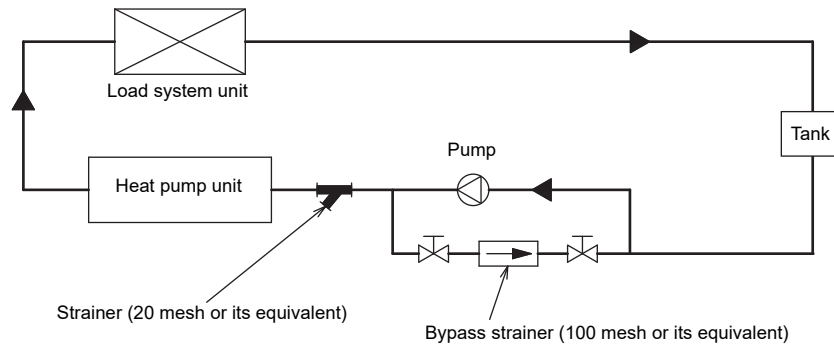 Load system unit
Tank
Pump
Heat pump unit
Strainer (20 mesh or its equivalent)
Bypass strainer (100 mesh or its equivalent)